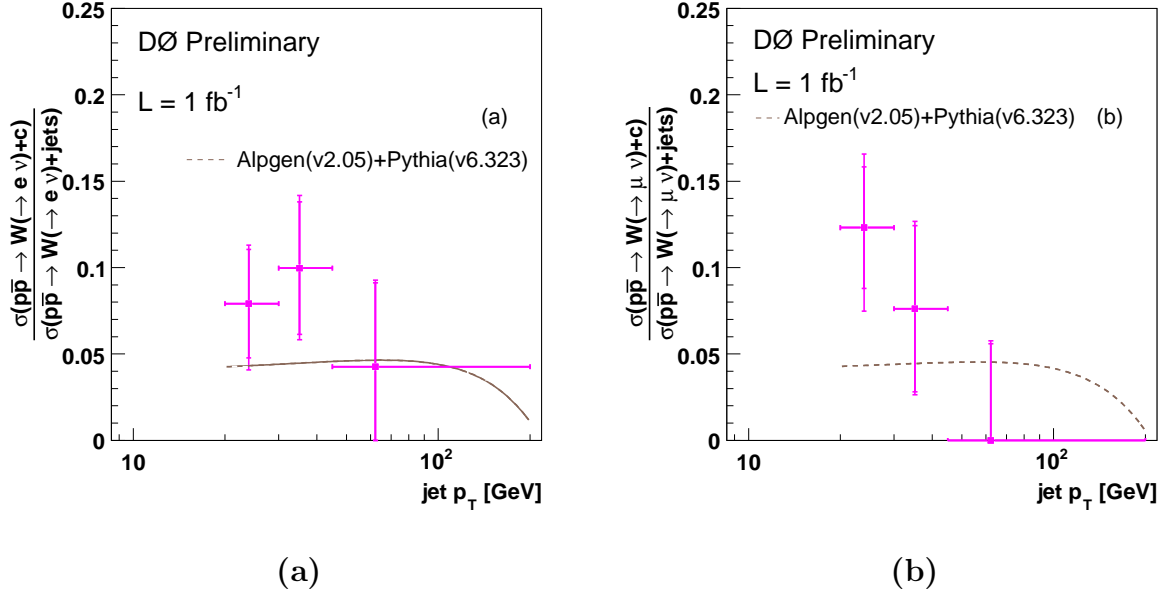 DØ Preliminary
L = 1 fb⁻¹
(a)
Alpgen(v2.05)+Pythia(v6.323)
σ(pp̅ → W(→ e ν)+c)
σ(pp̅ → W(→ e ν)+jets)
0.25
0.2
0.15
0.1
0.05
0
10
10²
jet p_T [GeV]
(a)
DØ Preliminary
L = 1 fb⁻¹
Alpgen(v2.05)+Pythia(v6.323) (b)
σ(pp̅ → W(→ μ ν)+c)
σ(pp̅ → W(→ μ ν)+jets)
0.25
0.2
0.15
0.1
0.05
0
10
10²
jet p_T [GeV]
(b)